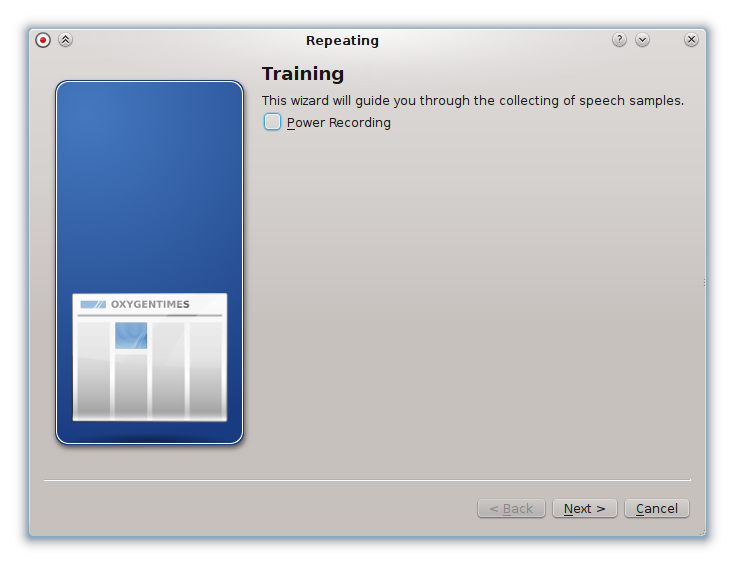 Repeating
Training
This wizard will guide you through the collecting of speech samples.
Power Recording
OXYGENTIMES
< Back
Next >
Cancel